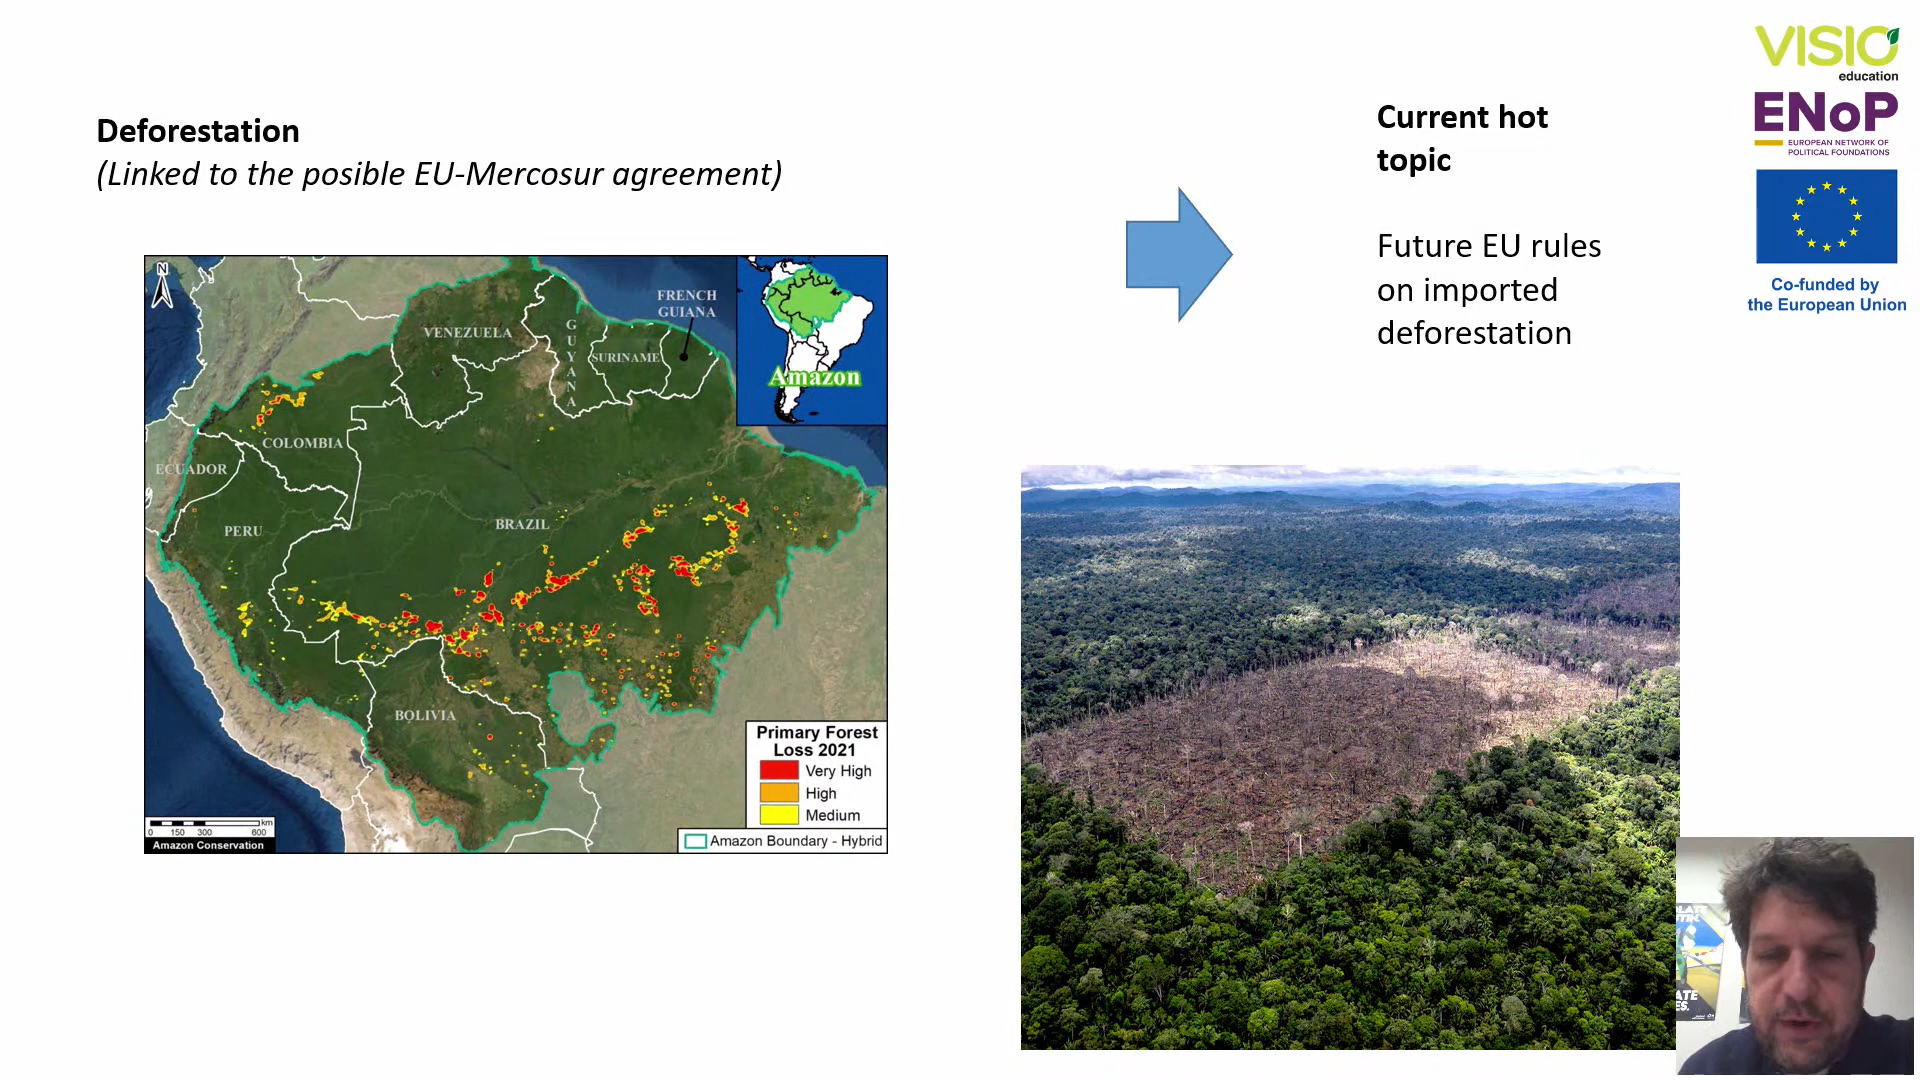 Deforestation
(Linked to the posible EU-Mercosur agreement)
Current hot
topic
Future EU rules
on imported
deforestation
VISIO
education
ENoP
EUROPEAN NETWORK OF
POLITICAL FOUNDATIONS
Co-funded by
the European Union
N
VENEZUELA
GUYANA
SURINAME
FRENCH
GUIANA
COLOMBIA
ECUADOR
PERU
BRAZIL
BOLIVIA
Amazon
Primary Forest
Loss 2021
Very High
High
Medium
Amazon Boundary - Hybrid
km
0 150 300 600
Amazon Conservation